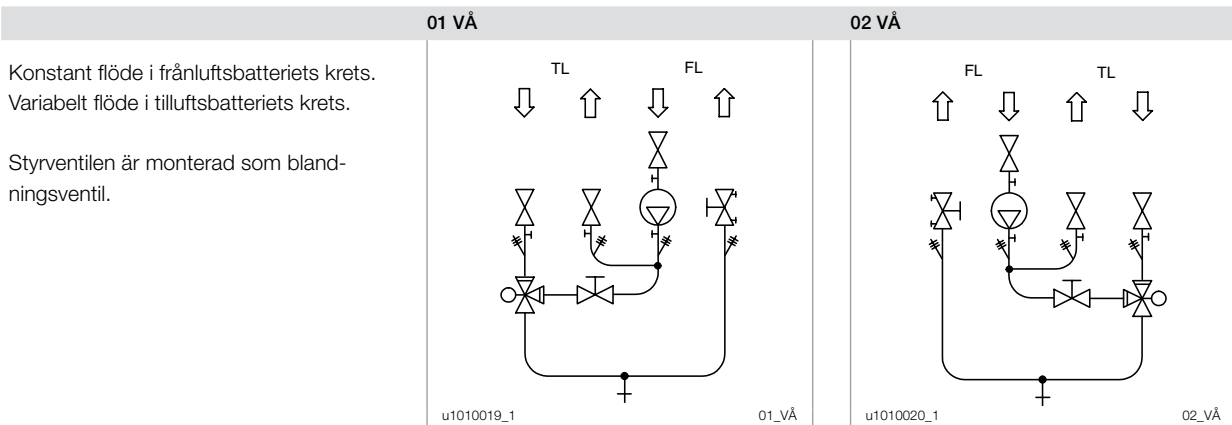 01 VÅ
02 VÅ
Konstant flöde i frånluftsbatteriets krets.
Variabelt flöde i tilluftsbatteriets krets.
Styrventilen är monterad som bland-
ningsventil.
TL FL
FL TL
u1010019_1 01_VÅ
u1010020_1 02_VÅ